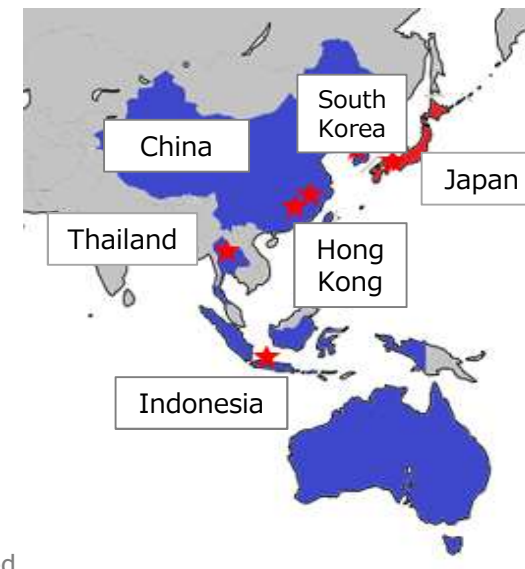 South
Korea
China
Japan
Thailand
Hong
Kong
Indonesia
d